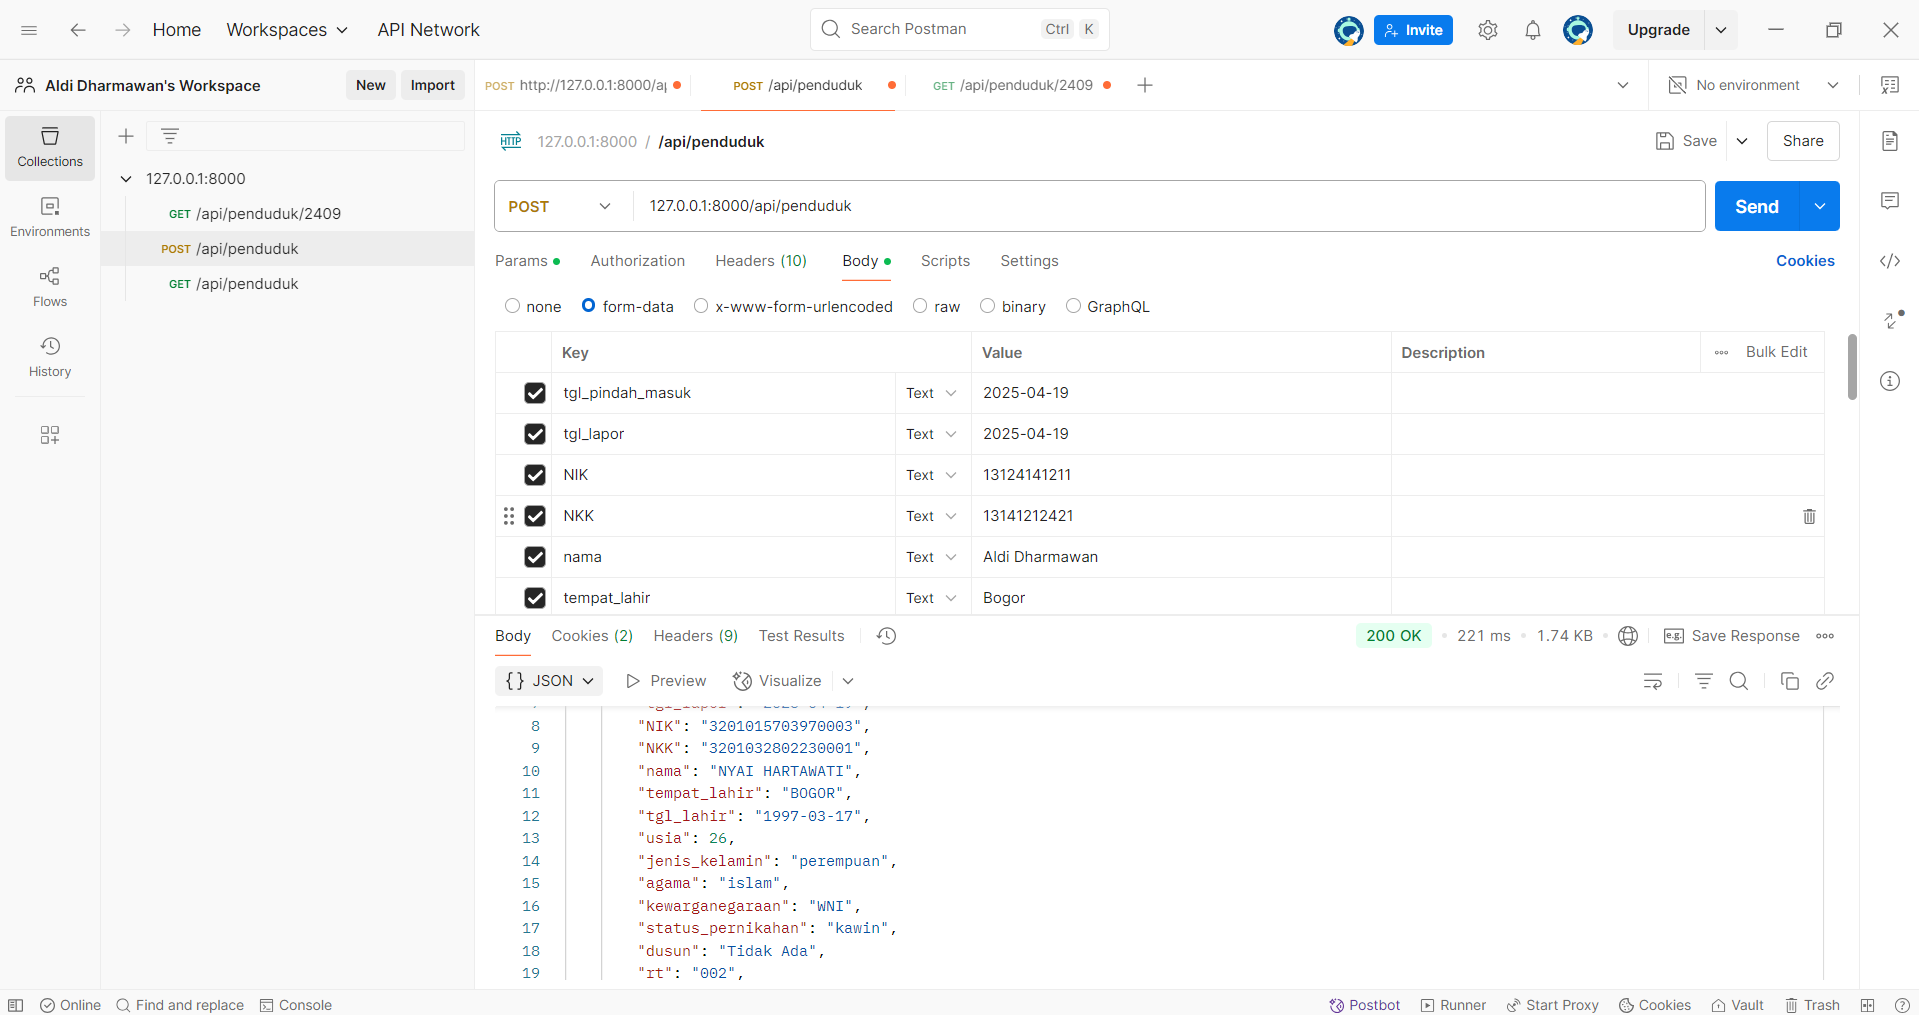 Home Workspaces API Network Search Postman Ctrl K Invite Upgrade
Aldi Dharmawan's Workspace New Import POST http://127.0.0.1:8000/ap POST /api/penduduk GET /api/penduduk/2409 No environment
Collections
Environments
Flows
History
127.0.0.1:8000
GET /api/penduduk/2409
POST /api/penduduk
GET /api/penduduk
HTTP 127.0.0.1:8000 / /api/penduduk Save Share
POST 127.0.0.1:8000/api/penduduk Send
Params Authorization Headers (10) Body Scripts Settings Cookies
none form-data x-www-form-urlencoded raw binary GraphQL
Key Value Description Bulk Edit
tgl_pindah_masuk Text 2025-04-19
tgl_lapor Text 2025-04-19
NIK Text 13124141211
NKK Text 13141212421
nama Text Aldi Dharmawan
tempat_lahir Text Bogor
Body Cookies (2) Headers (9) Test Results 200 OK 221 ms 1.74 KB e.g. Save Response
{} JSON Preview Visualize
8 "NIK": "3201015703970003",
9 "NKK": "3201032802230001",
10 "nama": "NYAI HARTAWATI",
11 "tempat_lahir": "BOGOR",
12 "tgl_lahir": "1997-03-17",
13 "usia": 26,
14 "jenis_kelamin": "perempuan",
15 "agama": "islam",
16 "kewarganegaraan": "WNI",
17 "status_pernikahan": "kawin",
18 "dusun": "Tidak Ada",
19 "rt": "002",
Online Find and replace Console Postbot Runner Start Proxy Cookies Vault Trash